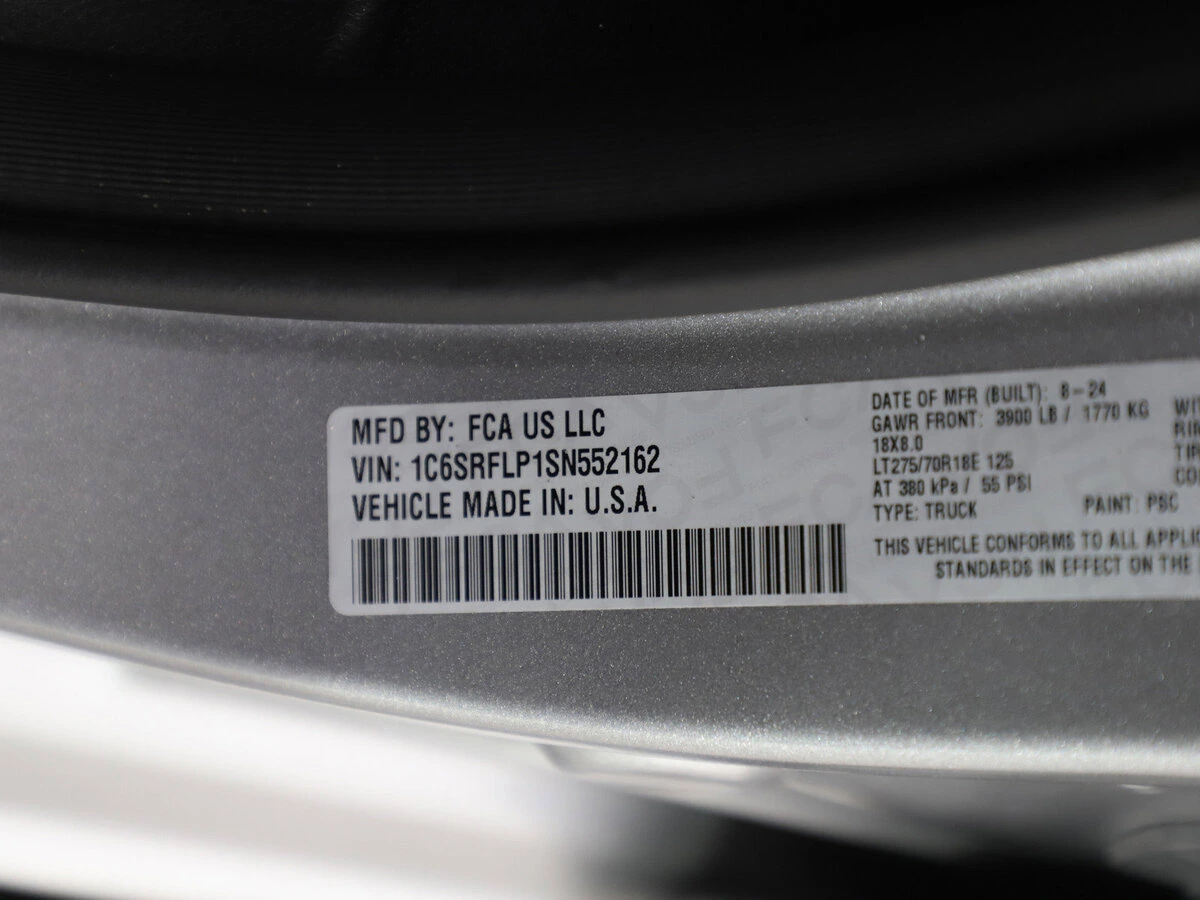 MFD BY: FCA US LLC
VIN: 1C6SRFLP1SN552162
VEHICLE MADE IN: U.S.A.
DATE OF MFR (BUILT): 8-24
GAWR FRONT: 3900 LB / 1770 KG
18X8.0
LT275/70R18E 125
AT 380 kPa / 55 PSI
TYPE: TRUCK PAINT: PSC
THIS VEHICLE CONFORMS TO ALL
STANDARDS IN EFFECT ON THE